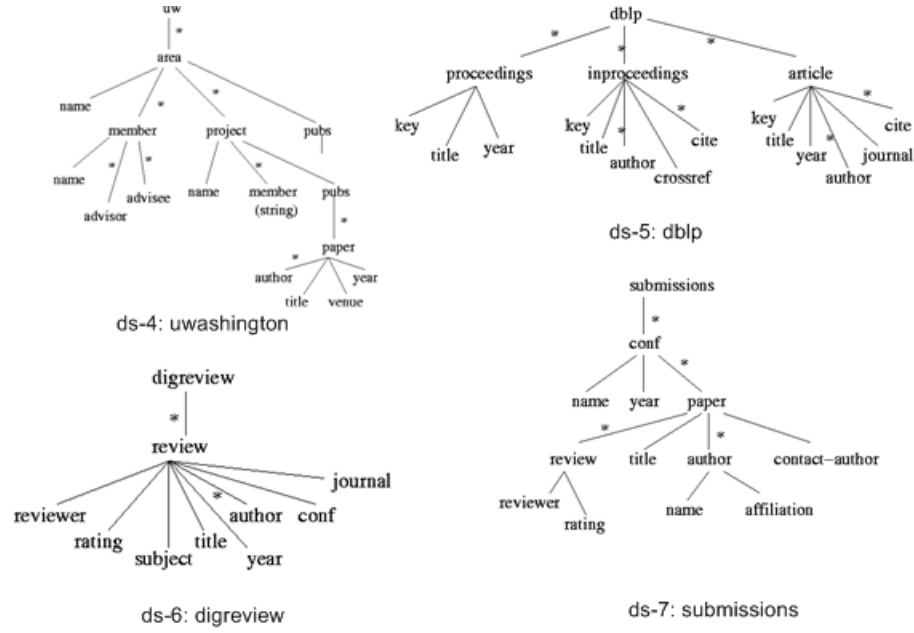 uw
*
area
* *
name
member project pubs
* * *
name advisee name member pubs
advisor (string)
*
paper
author * year
title venue
ds-4: uwashington
dblp
* * *
proceedings inproceedings article
key title year
key title * author crossref * cite
key title year * author journal * cite
ds-5: dblp
digreview
*
review
journal
reviewer * author conf
rating title
subject year
ds-6: digreview
submissions
*
conf
*
name year paper
* *
review title author contact-author
reviewer name affiliation
rating
ds-7: submissions